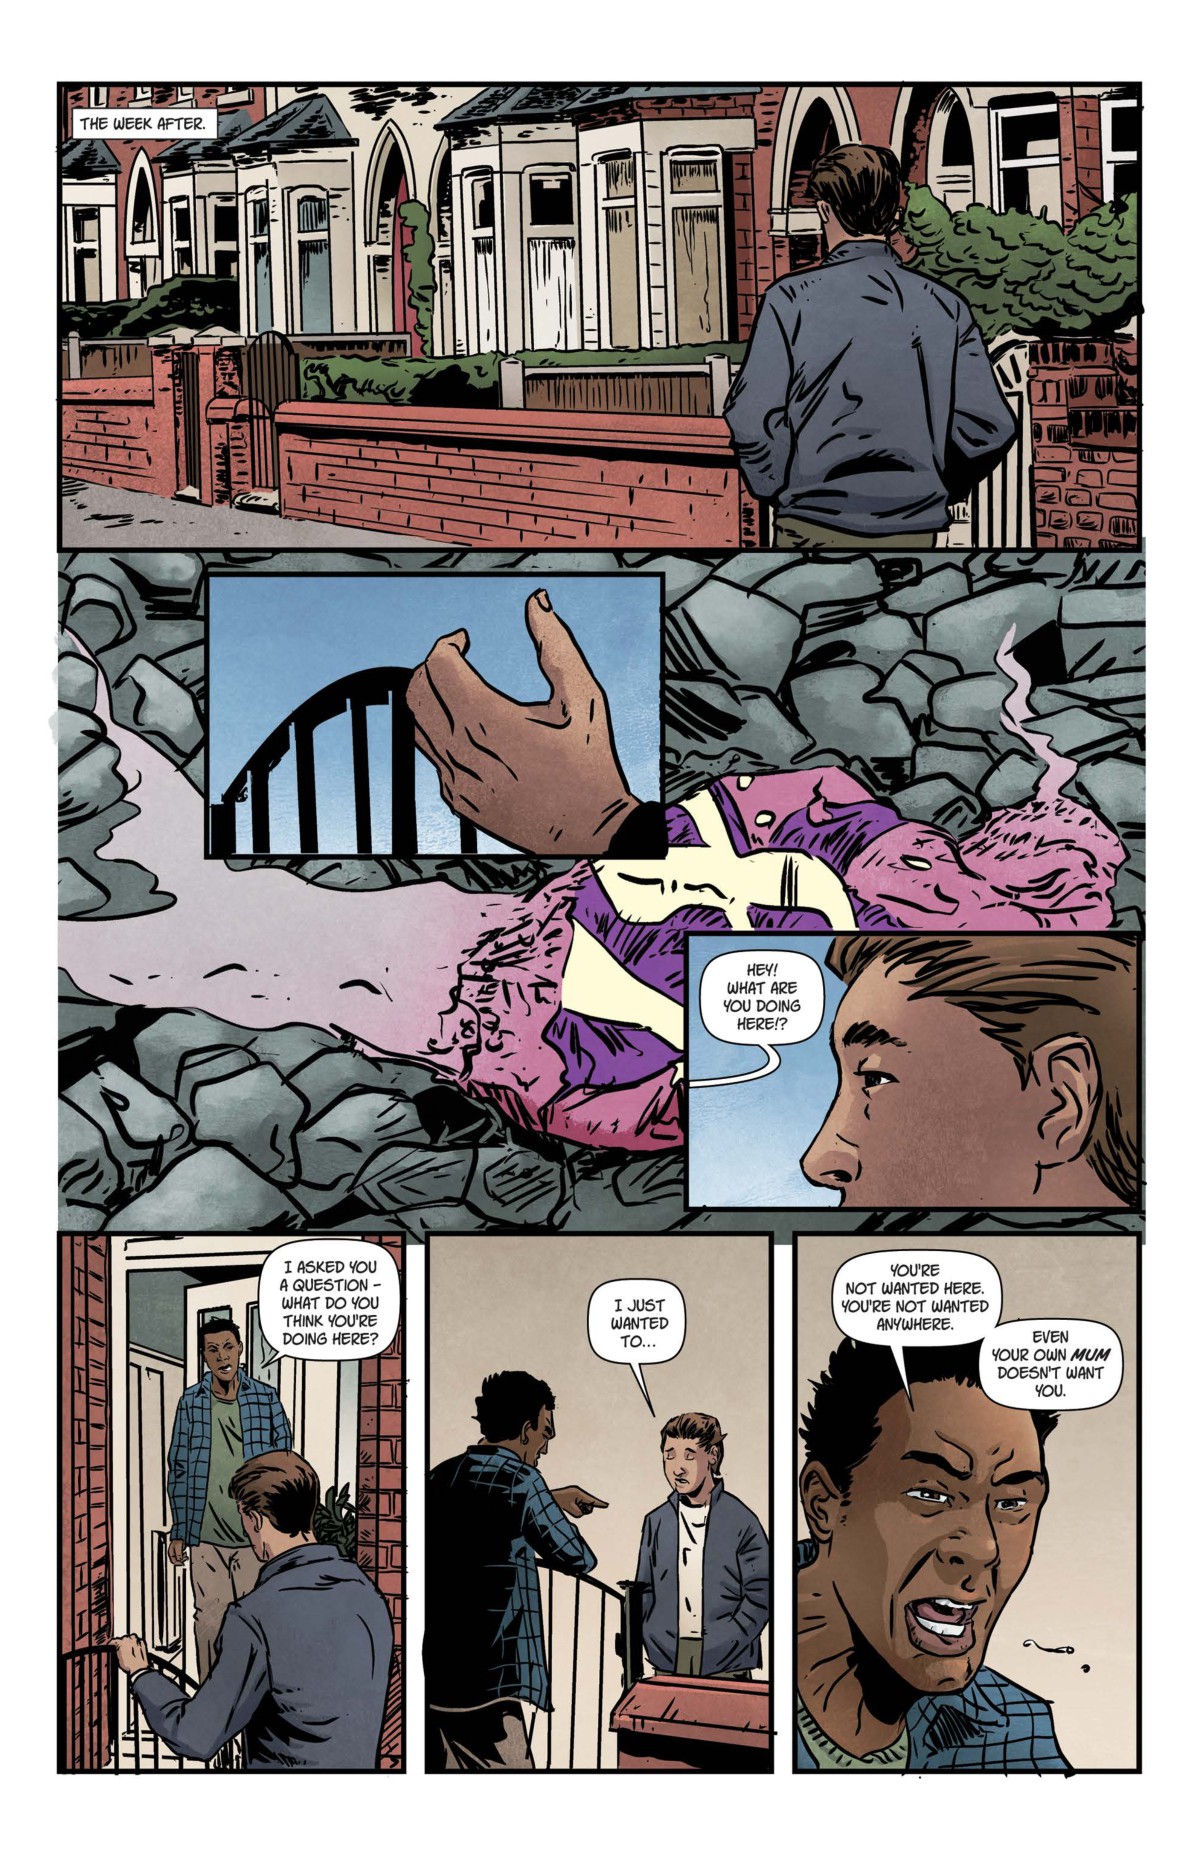 THE WEEK AFTER.
HEY!
WHAT ARE
YOU DOING
HERE!?
I ASKED YOU
A QUESTION –
WHAT DO YOU
THINK YOU'RE
DOING HERE?
I JUST
WANTED
TO...
YOU'RE
NOT WANTED HERE.
YOU'RE NOT WANTED
ANYWHERE.
EVEN
YOUR OWN MUM
DOESN'T WANT
YOU.